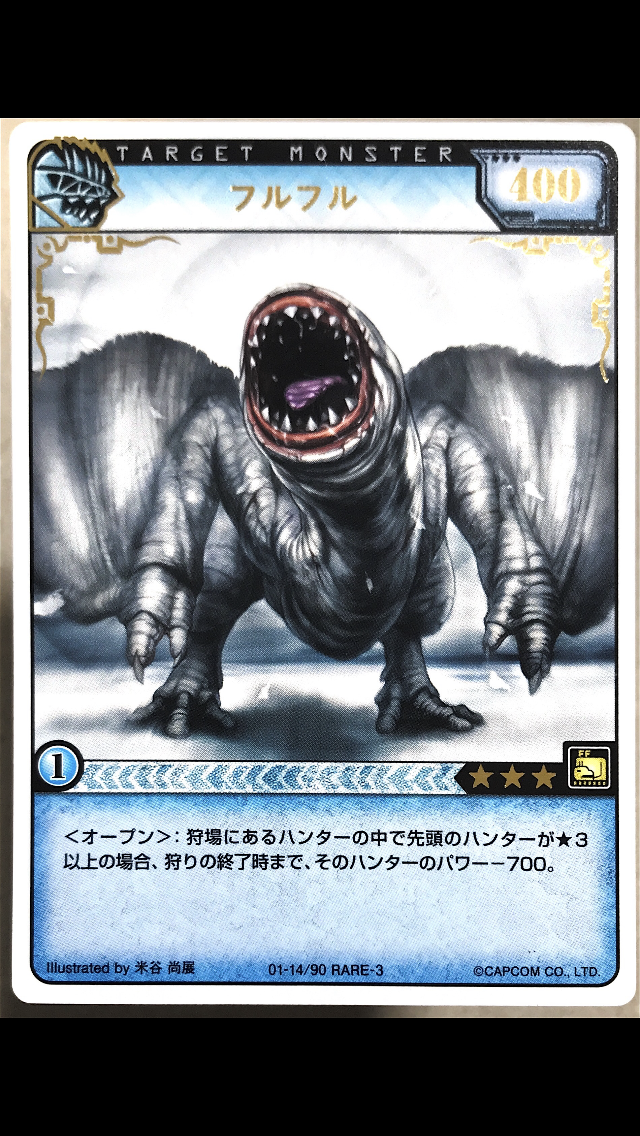 TARGET MONSTER
フルフル
400
1
★★★
FF
<オープン>：狩場にあるハンターの中で先頭のハンターが★3
以上の場合、狩りの終了時まで、そのハンターのパワー－700。
Illustrated by 米谷 尚展
01-14/90 RARE-3
©CAPCOM CO., LTD.